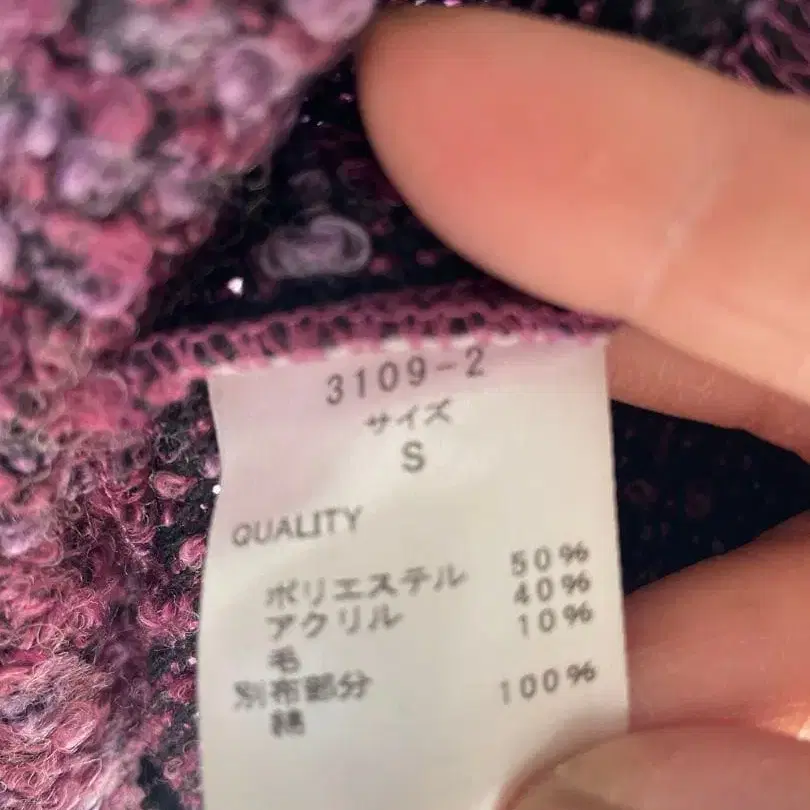 3109-2
サイズ
S
QUALITY
ポリエステル 50%
アクリル 40%
毛 10%
別布部分
綿 100%